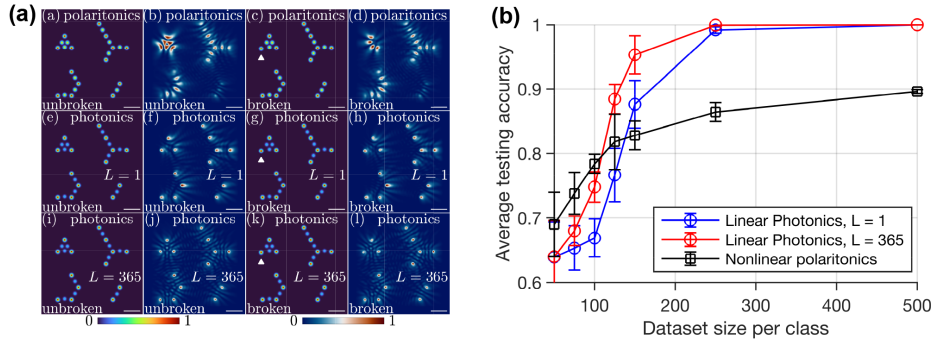 (a)
(a) polaritonics
(b) polaritonics
(c) polaritonics
(d) polaritonics
unbroken
unbroken
broken
broken
(e) photonics
(f) photonics
(g) photonics
(h) photonics
L = 1
L = 1
L = 1
L = 1
unbroken
unbroken
broken
broken
(i) photonics
(j) photonics
(k) photonics
(l) photonics
L = 365
L = 365
L = 365
L = 365
unbroken
unbroken
broken
broken
0 1
0 1
(b)
Average testing accuracy
1
0.9
0.8
0.7
0.6
100 200 300 400 500
Dataset size per class
Linear Photonics, L = 1
Linear Photonics, L = 365
Nonlinear polaritonics